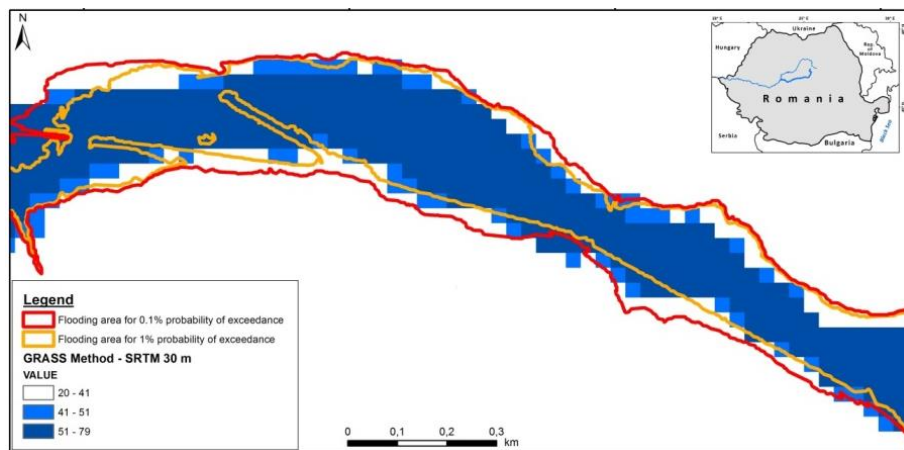 N
Ukraine
Hungary
Rep.
of
Moldova
Romania
Serbia
Bulgaria
Black Sea
Legend
Flooding area for 0.1% probability of exceedance
Flooding area for 1% probability of exceedance
GRASS Method - SRTM 30 m
VALUE
20 - 41
41 - 51
51 - 79
0 0,1 0,2 0,3
km